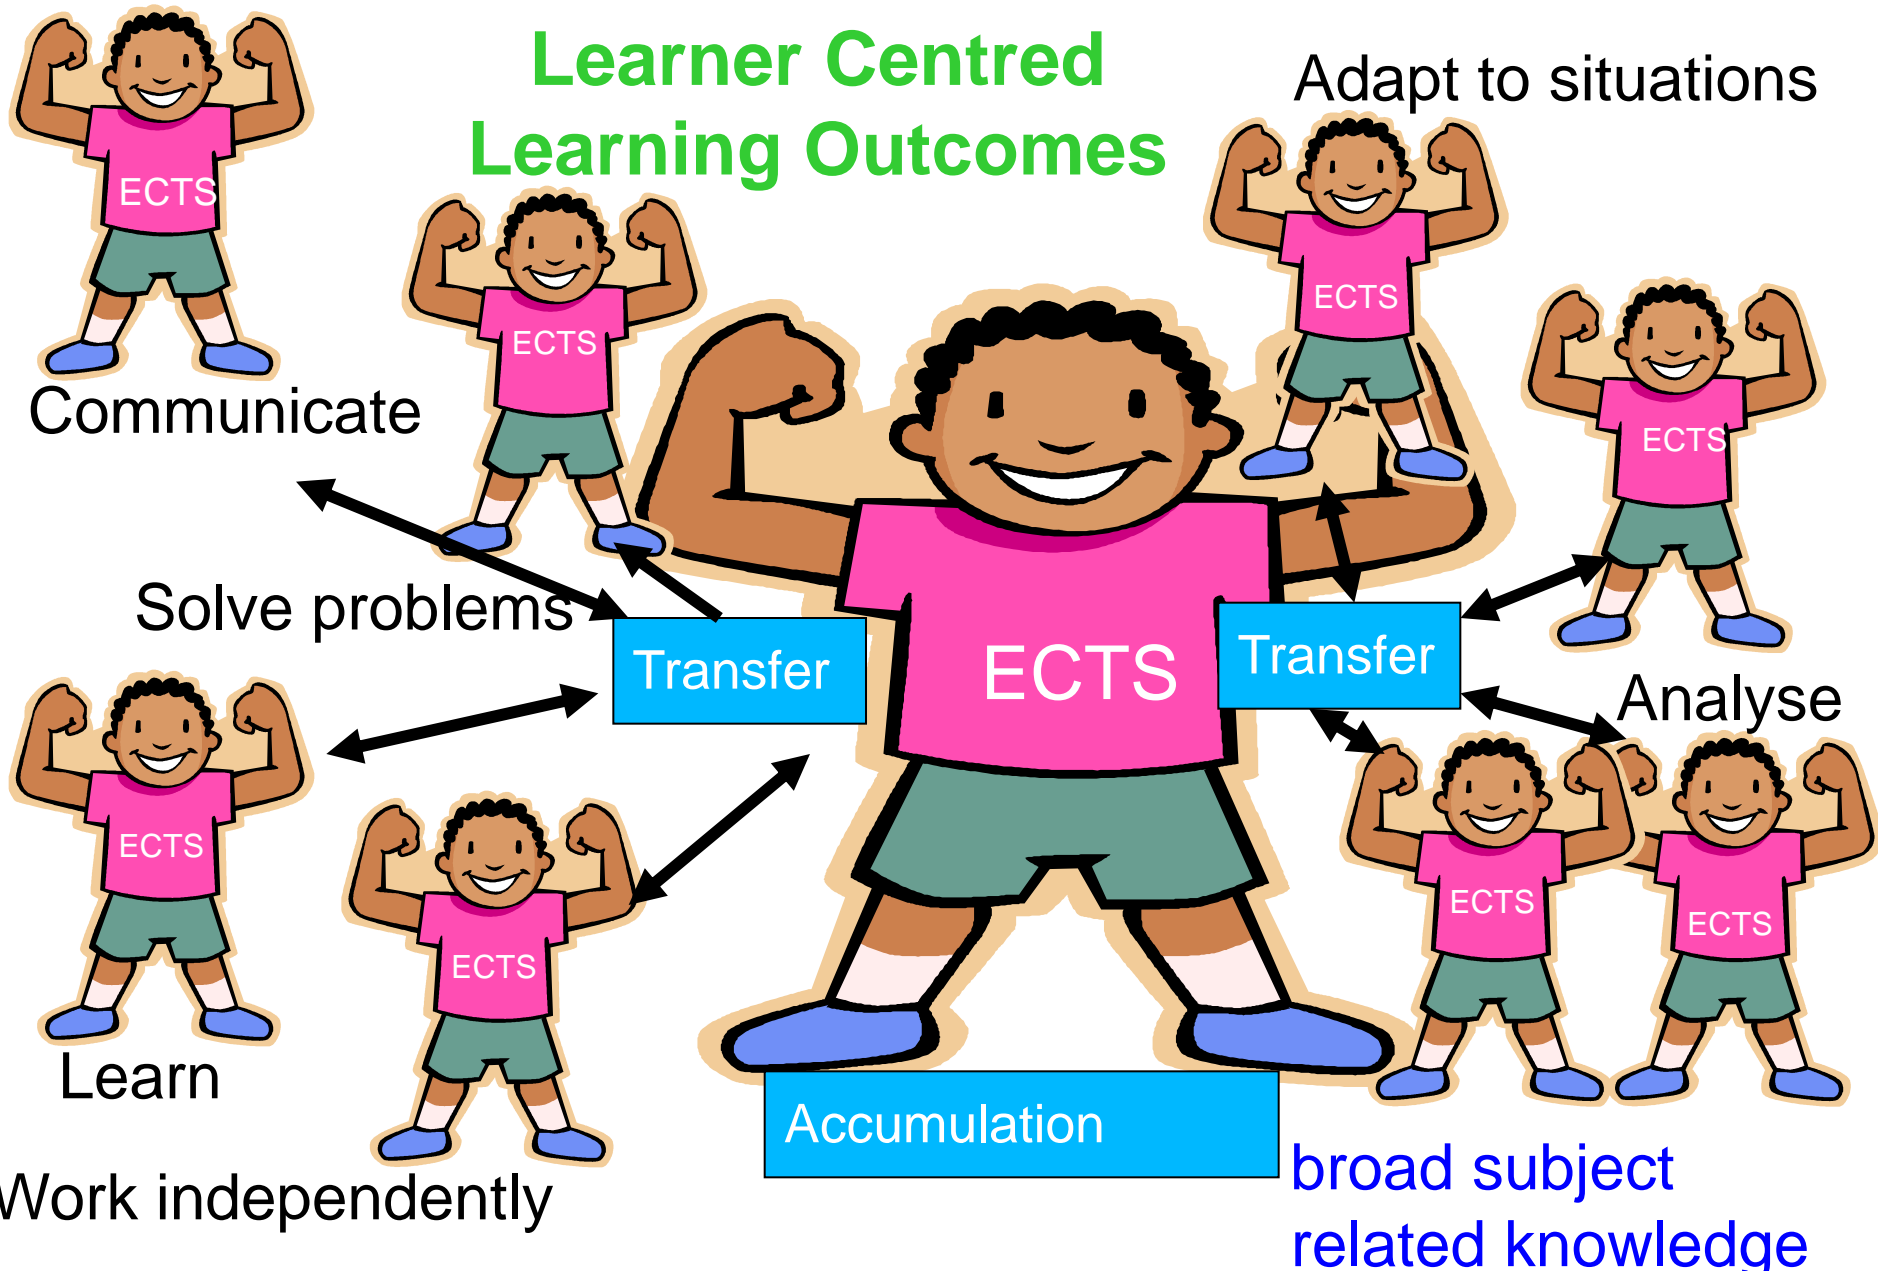 Learner Centred
Learning Outcomes
Adapt to situations
ECTS
ECTS
ECTS
ECTS
Communicate
Solve problems
Transfer
ECTS
Transfer
Analyse
ECTS
ECTS
ECTS
ECTS
Learn
Accumulation
Work independently
broad subject
related knowledge